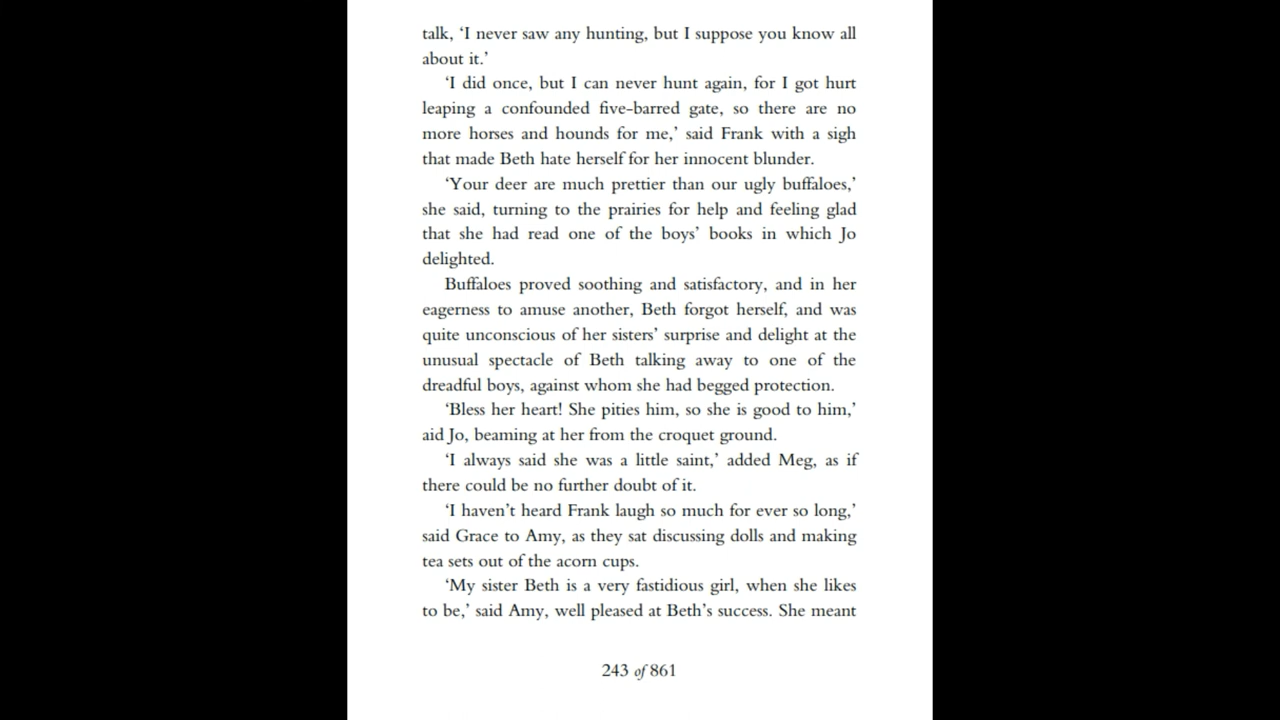 talk, ‘I never saw any hunting, but I suppose you know all
about it.’
‘I did once, but I can never hunt again, for I got hurt
leaping a confounded five-barred gate, so there are no
more horses and hounds for me,’ said Frank with a sigh
that made Beth hate herself for her innocent blunder.
‘Your deer are much prettier than our ugly buffaloes,’
she said, turning to the prairies for help and feeling glad
that she had read one of the boys’ books in which Jo
delighted.
Buffaloes proved soothing and satisfactory, and in her
eagerness to amuse another, Beth forgot herself, and was
quite unconscious of her sisters’ surprise and delight at the
unusual spectacle of Beth talking away to one of the
dreadful boys, against whom she had begged protection.
‘Bless her heart! She pities him, so she is good to him,’
aid Jo, beaming at her from the croquet ground.
‘I always said she was a little saint,’ added Meg, as if
there could be no further doubt of it.
‘I haven’t heard Frank laugh so much for ever so long,’
said Grace to Amy, as they sat discussing dolls and making
tea sets out of the acorn cups.
‘My sister Beth is a very fastidious girl, when she likes
to be,’ said Amy, well pleased at Beth’s success. She meant
243 of 861